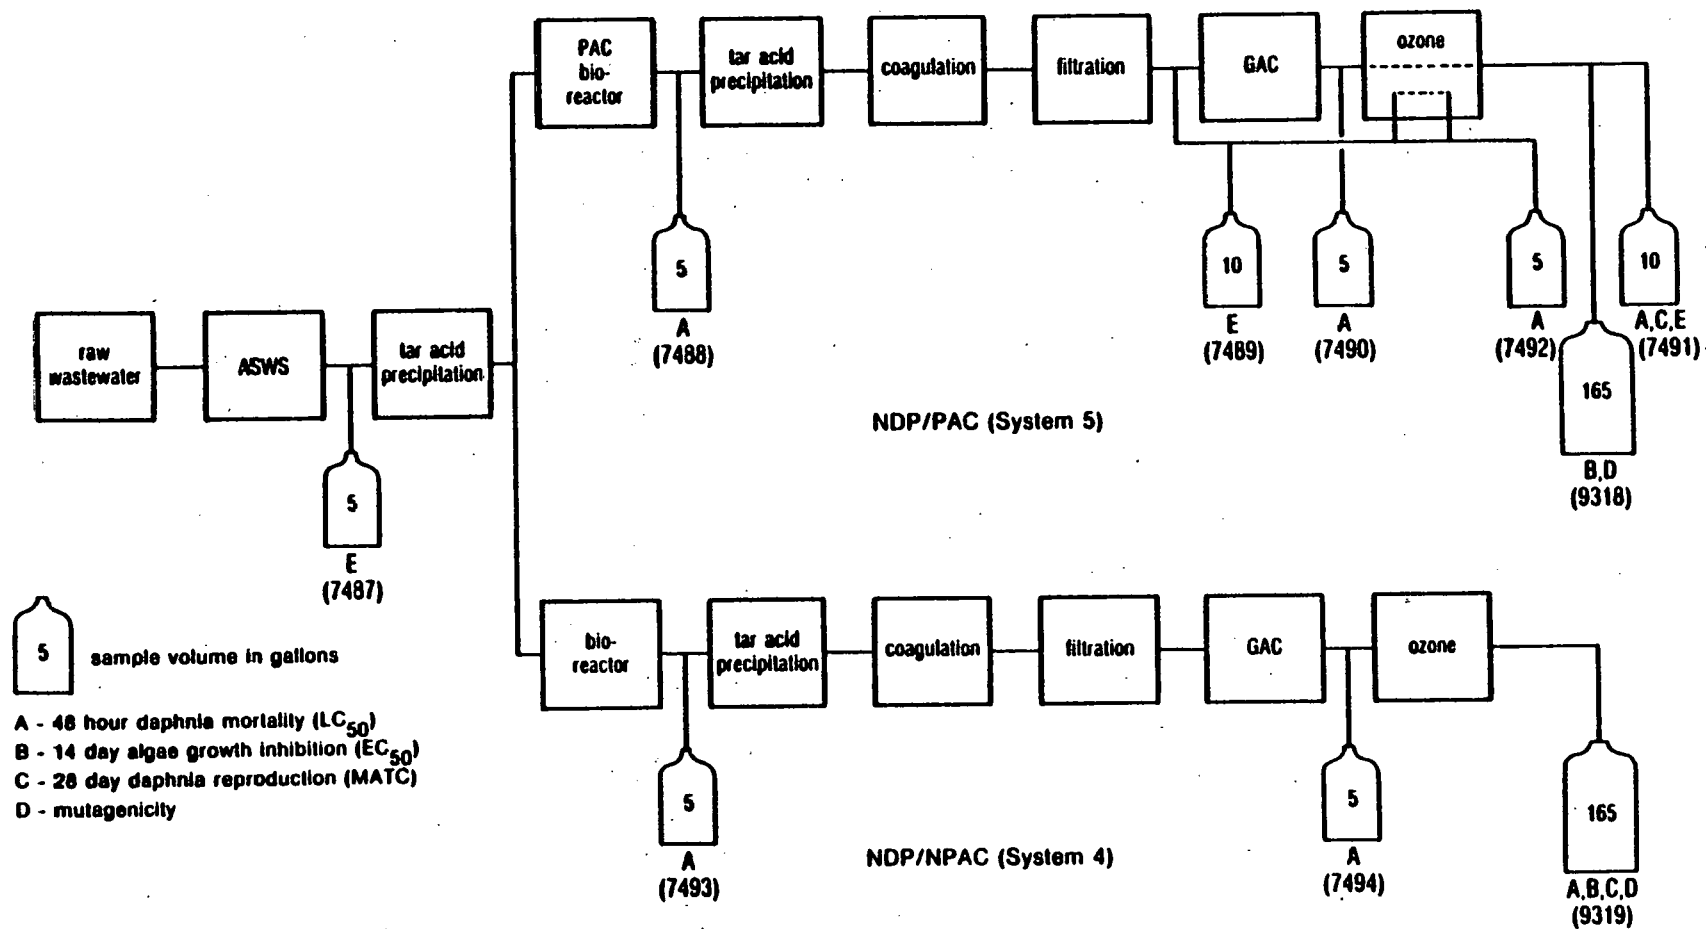 PAC
bio-
reactor
tar acid
precipitation
coagulation
filtration
GAC
ozone
5
A
(7488)
10
E
(7489)
5
A
(7490)
5
A
(7492)
10
A,C,E
(7491)
165
B,D
(9318)
raw
wastewater
ASWS
tar acid
precipitation
5
E
(7487)
NDP/PAC (System 5)
bio-
reactor
tar acid
precipitation
coagulation
filtration
GAC
ozone
5
A
(7493)
5
A
(7494)
165
A,B,C,D
(9319)
NDP/NPAC (System 4)
5
sample volume in gallons
A - 48 hour daphnia mortality (LC50)
B - 14 day algae growth inhibition (EC50)
C - 28 day daphnia reproduction (MATC)
D - mutagenicity